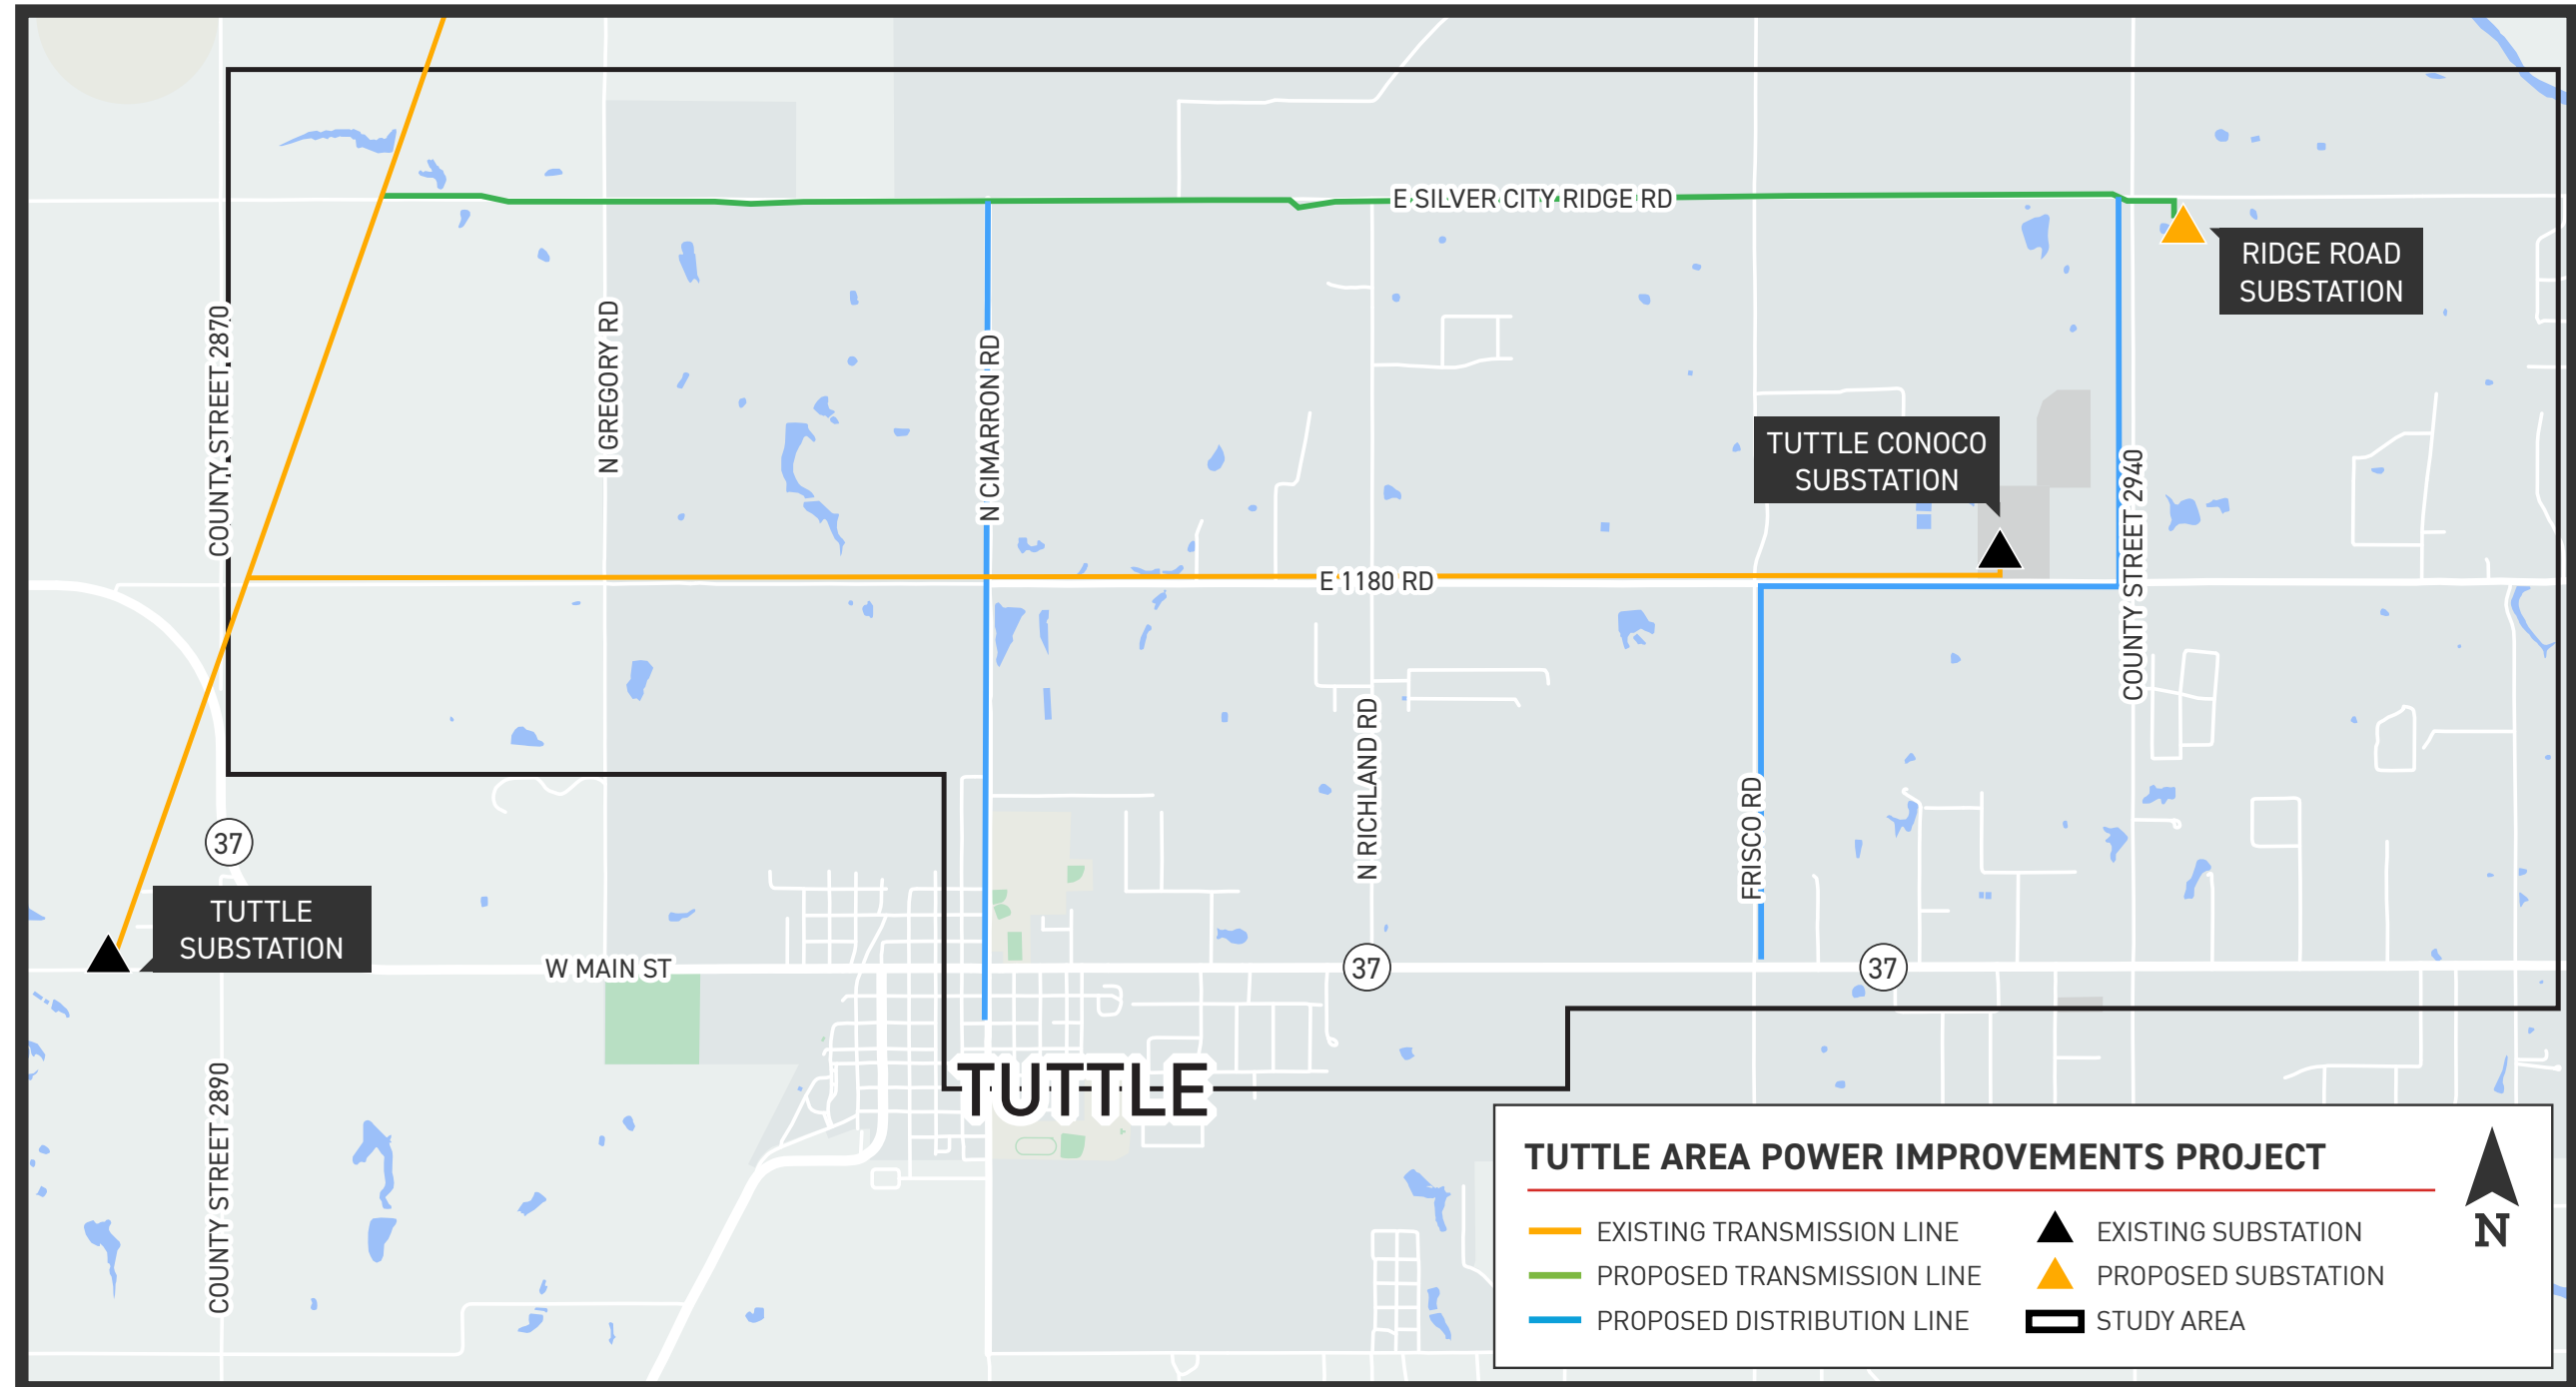 E SILVER CITY RIDGE RD
RIDGE ROAD
SUBSTATION
COUNTY STREET 2870
N GREGORY RD
N CIMARRON RD
TUTTLE CONOCO
SUBSTATION
COUNTY STREET 2940
E 1180 RD
N RICHLAND RD
FRISCO RD
37
TUTTLE
SUBSTATION
W MAIN ST
37
37
TUTTLE
COUNTY STREET 2890
TUTTLE AREA POWER IMPROVEMENTS PROJECT
EXISTING TRANSMISSION LINE
PROPOSED TRANSMISSION LINE
PROPOSED DISTRIBUTION LINE
EXISTING SUBSTATION
PROPOSED SUBSTATION
STUDY AREA
N